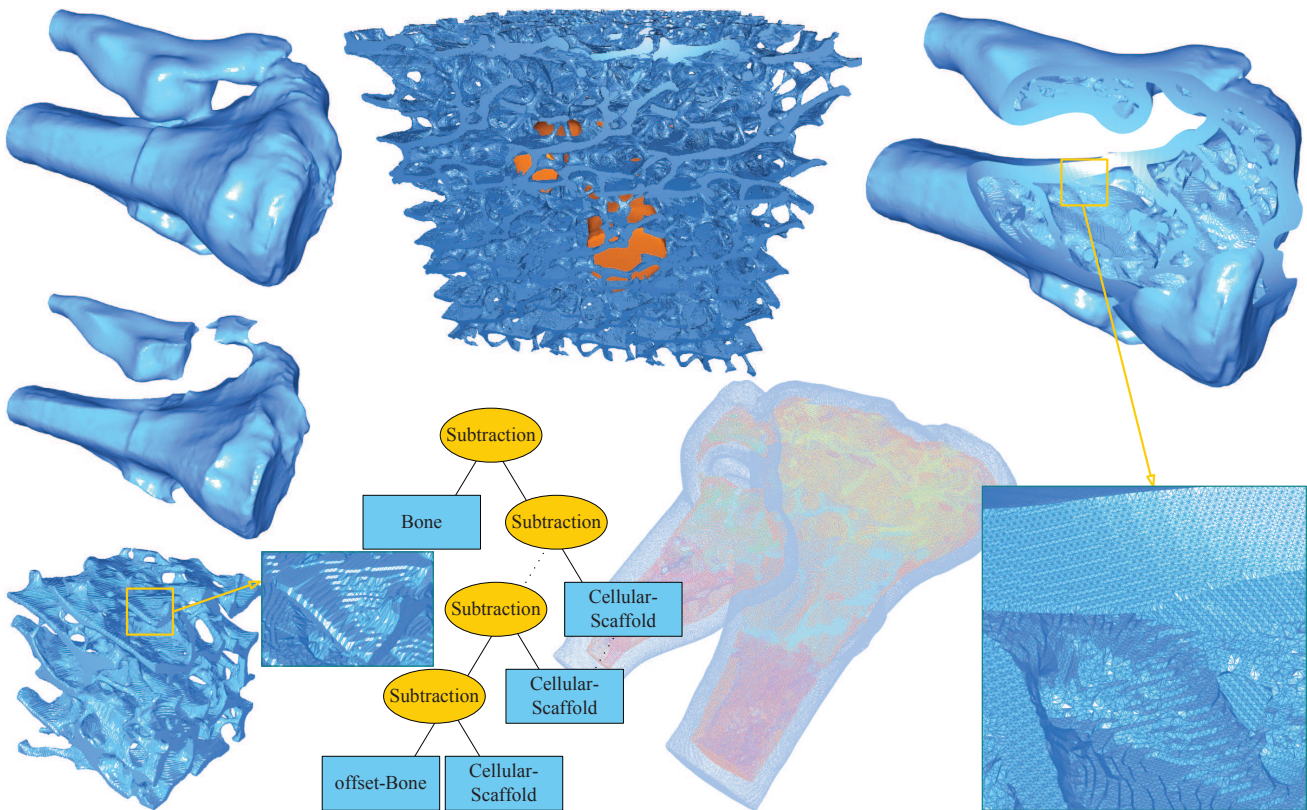 Subtraction
Bone
Subtraction
Subtraction
Cellular-
Scaffold
Subtraction
Cellular-
Scaffold
offset-Bone
Cellular-
Scaffold